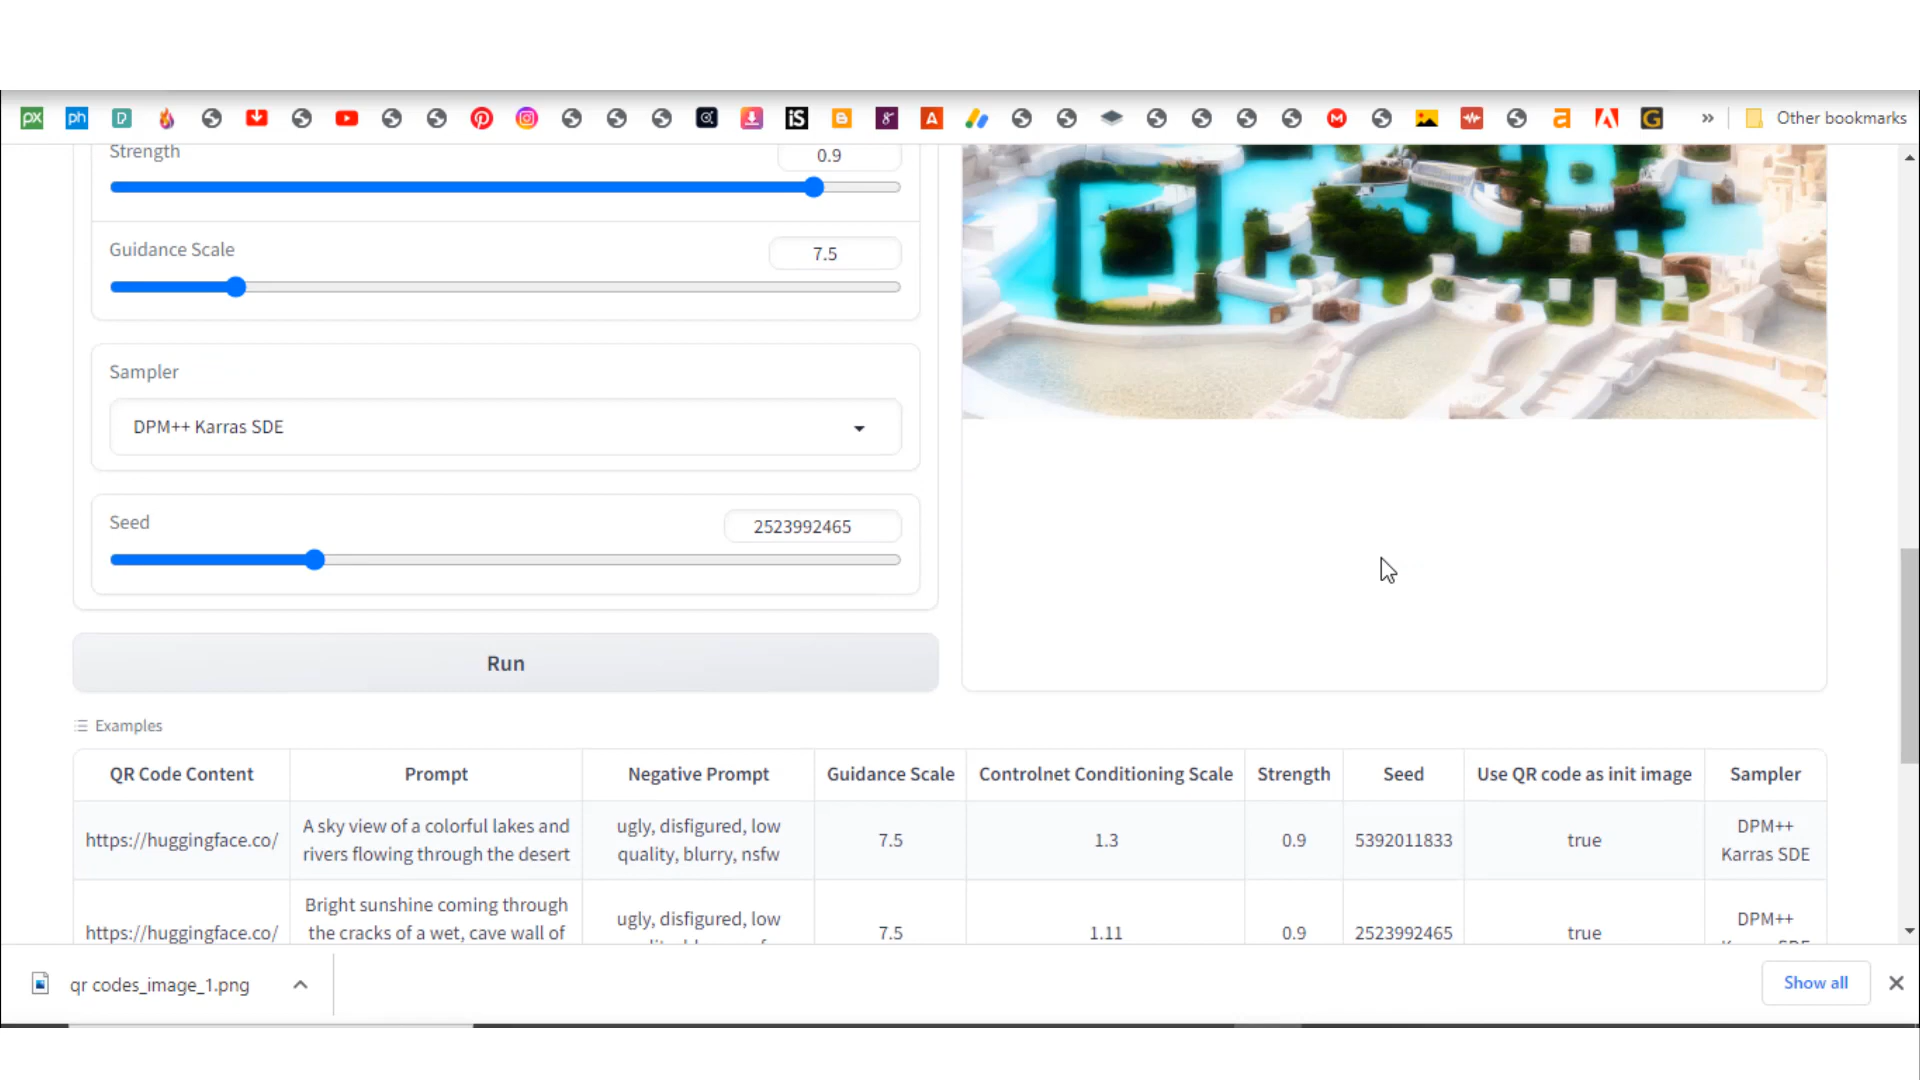 px
ph
iS
B
A
M
a
G
»
Other bookmarks
Strength
0.9
Guidance Scale
7.5
Sampler
DPM++ Karras SDE
Seed
2523992465
Run
Examples
QR Code Content Prompt Negative Prompt Guidance Scale Controlnet Conditioning Scale Strength Seed Use QR code as init image Sampler
https://huggingface.co/ A sky view of a colorful lakes and ugly, disfigured, low 7.5 1.3 0.9 5392011833 true DPM++
rivers flowing through the desert quality, blurry, nsfw Karras SDE
https://huggingface.co/ Bright sunshine coming through ugly, disfigured, low 7.5 1.11 0.9 2523992465 true DPM++
the cracks of a wet, cave wall of
qr codes_image_1.png
Show all